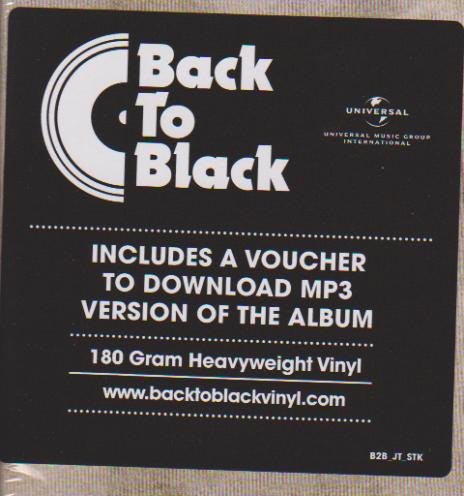 Back
To
Black
UNIVERSAL
UNIVERSAL MUSIC GROUP
INTERNATIONAL
INCLUDES A VOUCHER
TO DOWNLOAD MP3
VERSION OF THE ALBUM
180 Gram Heavyweight Vinyl
www.backtoblackvinyl.com
B2B_JT_STK